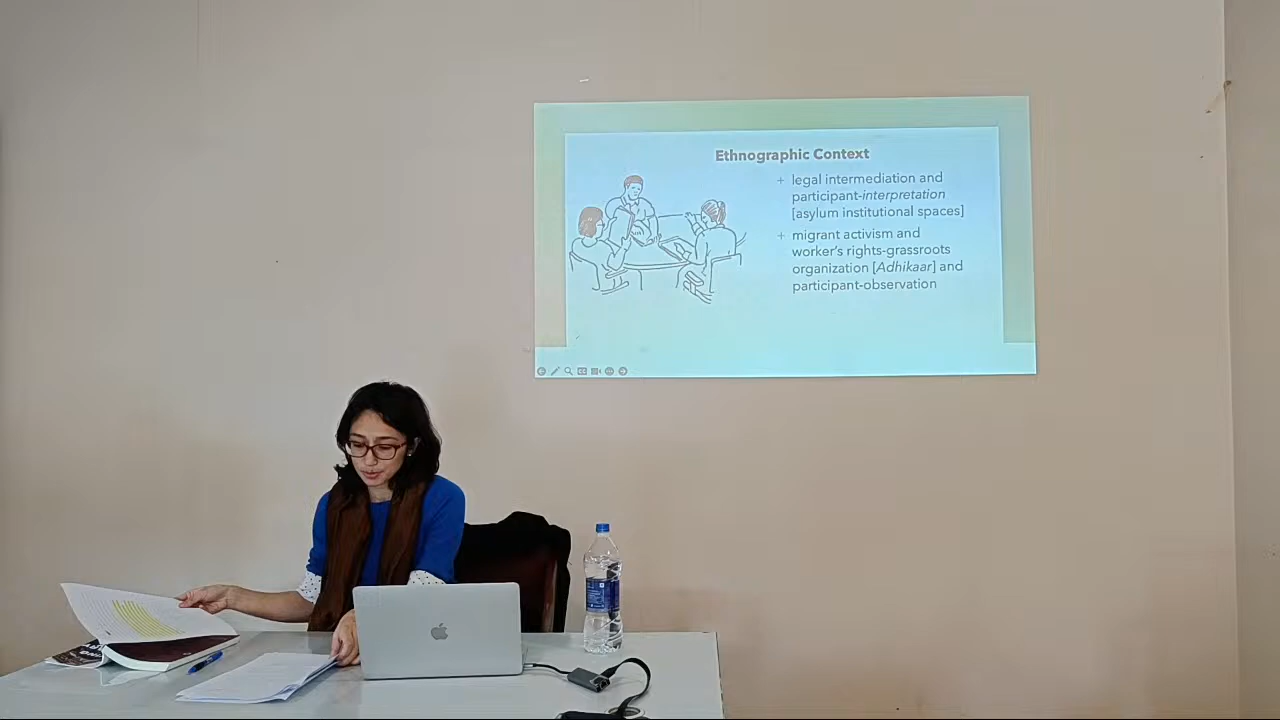 Ethnographic Context
+ legal intermediation and
participant-interpretation
[asylum institutional spaces]
+ migrant activism and
worker's rights-grassroots
organization [Adhikaar] and
participant-observation